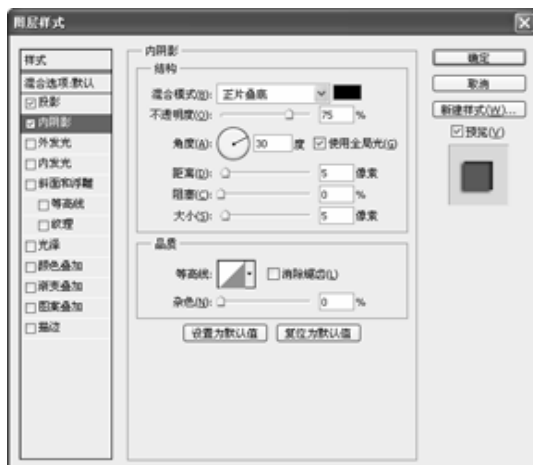 图层样式
样式
混合选项:默认
投影
内阴影
外发光
内发光
斜面和浮雕
等高线
纹理
光泽
颜色叠加
渐变叠加
图案叠加
描边
内阴影
结构
混合模式(B): 正片叠底
不透明度(O): 75 %
角度(A): 30 度 使用全局光(G)
距离(D): 5 像素
阻塞(C): 0 %
大小(S): 5 像素
品质
等高线: 消除锯齿(L)
杂色(N): 0 %
设置为默认值 复位为默认值
确定
取消
新建样式(W)...
预览(V)